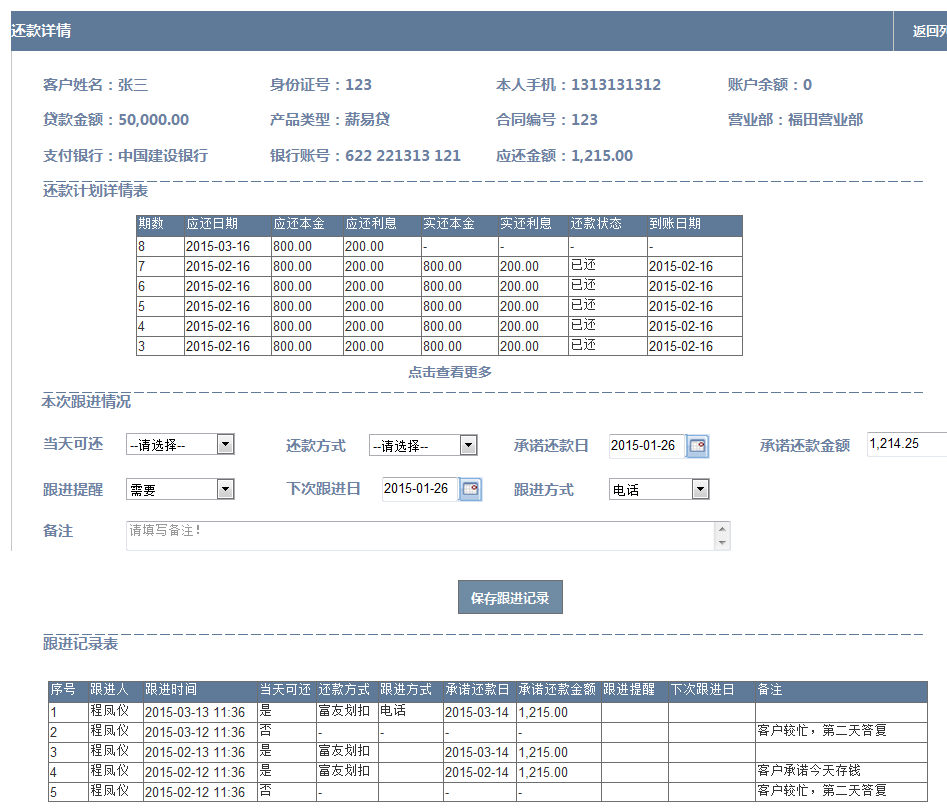 还款详情 返回列
客户姓名：张三 身份证号：123 本人手机：1313131312 账户余额：0
贷款金额：50,000.00 产品类型：薪易贷 合同编号：123 营业部：福田营业部
支付银行：中国建设银行 银行账号：622 221313 121 应还金额：1,215.00
还款计划详情表
期数 应还日期 应还本金 应还利息 实还本金 实还利息 还款状态 到账日期
8 2015-03-16 800.00 200.00 - - - -
7 2015-02-16 800.00 200.00 800.00 200.00 已还 2015-02-16
6 2015-02-16 800.00 200.00 800.00 200.00 已还 2015-02-16
5 2015-02-16 800.00 200.00 800.00 200.00 已还 2015-02-16
4 2015-02-16 800.00 200.00 800.00 200.00 已还 2015-02-16
3 2015-02-16 800.00 200.00 800.00 200.00 已还 2015-02-16
点击查看更多
本次跟进情况
当天可还 --请选择-- 还款方式 --请选择-- 承诺还款日 2015-01-26 承诺还款金额 1,214.25
跟进提醒 需要 下次跟进日 2015-01-26 跟进方式 电话
备注 请填写备注！
保存跟进记录
跟进记录表
序号 跟进人 跟进时间 当天可还 还款方式 跟进方式 承诺还款日 承诺还款金额 跟进提醒 下次跟进日 备注
1 程凤仪 2015-03-13 11:36 是 富友划扣 电话 2015-03-14 1,215.00
2 程凤仪 2015-03-12 11:36 否 - - - - 客户较忙，第二天答复
3 程凤仪 2015-02-13 11:36 是 富友划扣 2015-03-14 1,215.00
4 程凤仪 2015-02-12 11:36 是 富友划扣 2015-02-14 1,215.00 客户承诺今天存钱
5 程凤仪 2015-02-12 11:36 否 - - - 客户较忙，第二天答复